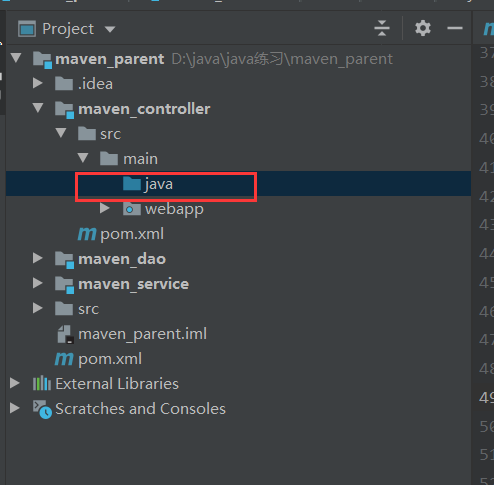 Project
maven_parent D:\java\java练习\maven_parent
.idea
maven_controller
src
main
java
webapp
pom.xml
maven_dao
maven_service
src
maven_parent.iml
pom.xml
External Libraries
Scratches and Consoles
38
39
40
41
42
43
44
45
46
47
48
49
50
51